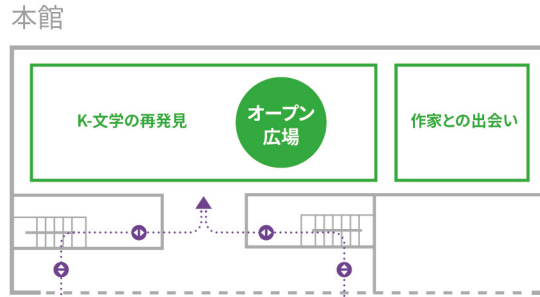 本館
K-文学の再発見
オープン
広場
作家との出会い